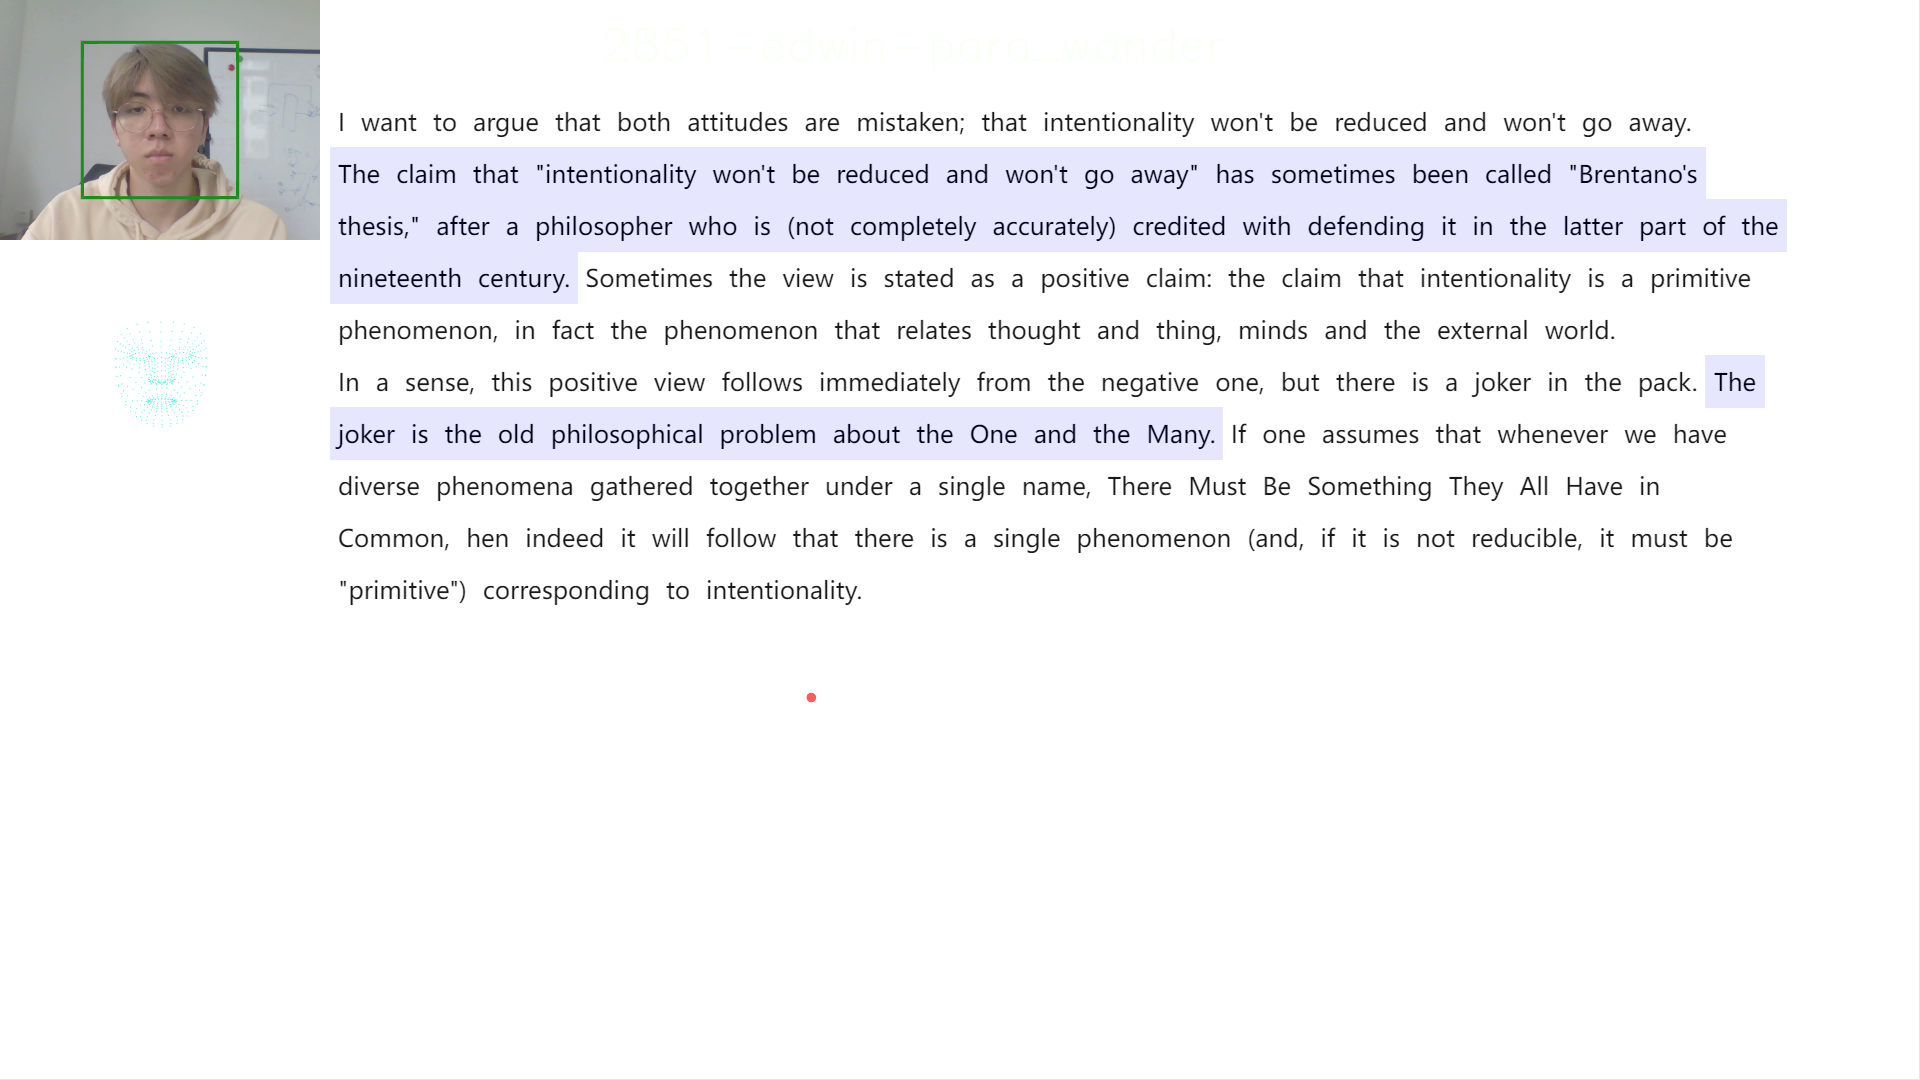 2851 edwin para_wander
I want to argue that both attitudes are mistaken; that intentionality won't be reduced and won't go away.
The claim that "intentionality won't be reduced and won't go away" has sometimes been called "Brentano's
thesis," after a philosopher who is (not completely accurately) credited with defending it in the latter part of the
nineteenth century. Sometimes the view is stated as a positive claim: the claim that intentionality is a primitive
phenomenon, in fact the phenomenon that relates thought and thing, minds and the external world.
In a sense, this positive view follows immediately from the negative one, but there is a joker in the pack. The
joker is the old philosophical problem about the One and the Many. If one assumes that whenever we have
diverse phenomena gathered together under a single name, There Must Be Something They All Have in
Common, hen indeed it will follow that there is a single phenomenon (and, if it is not reducible, it must be
"primitive") corresponding to intentionality.